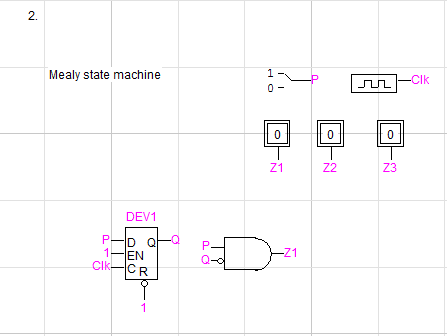 2.
Mealy state machine
1
0
P
Clk
0
0
0
Z1
Z2
Z3
DEV1
P
D
Q
Q
1
EN
Clk
C
R
1
P
Q
Z1